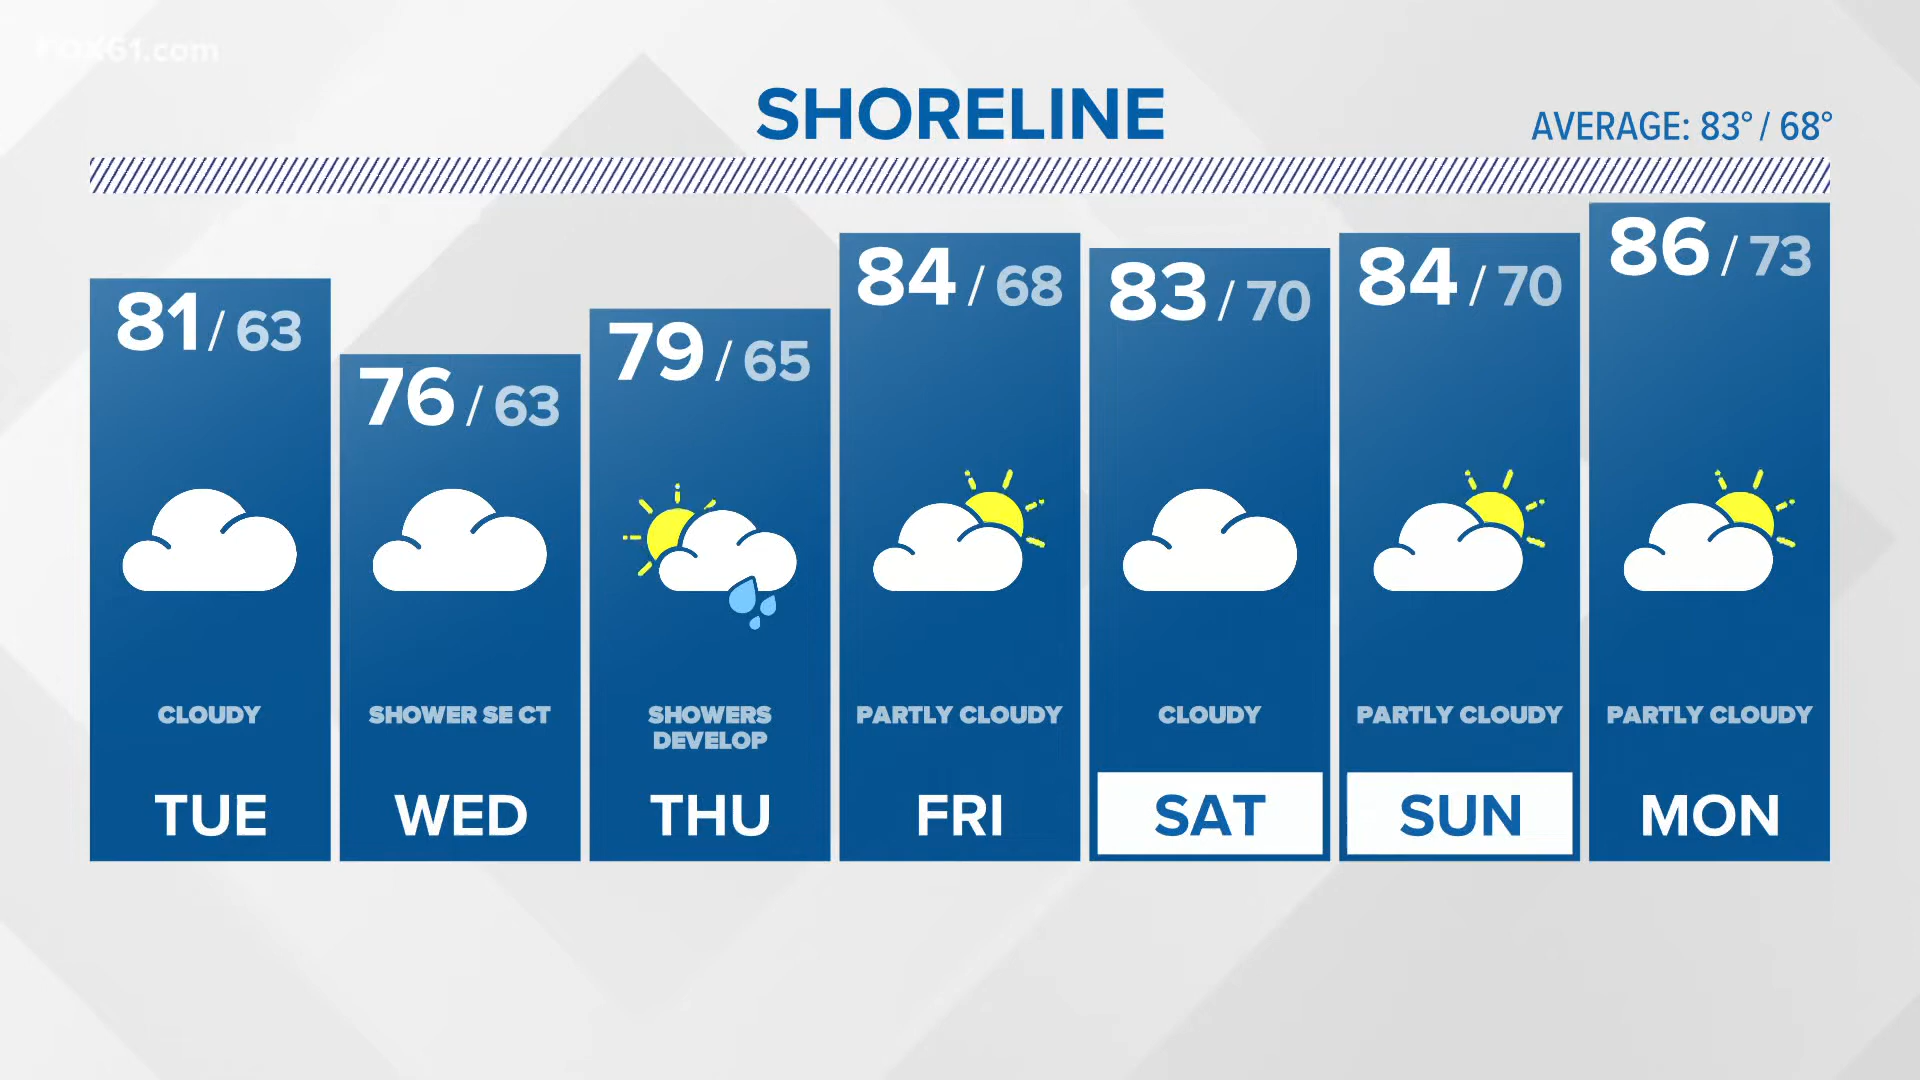 FOX61.com
SHORELINE
AVERAGE: 83° / 68°
81 / 63
CLOUDY
TUE
76 / 63
SHOWER SE CT
WED
79 / 65
SHOWERS
DEVELOP
THU
84 / 68
PARTLY CLOUDY
FRI
83 / 70
CLOUDY
SAT
84 / 70
PARTLY CLOUDY
SUN
86 / 73
PARTLY CLOUDY
MON